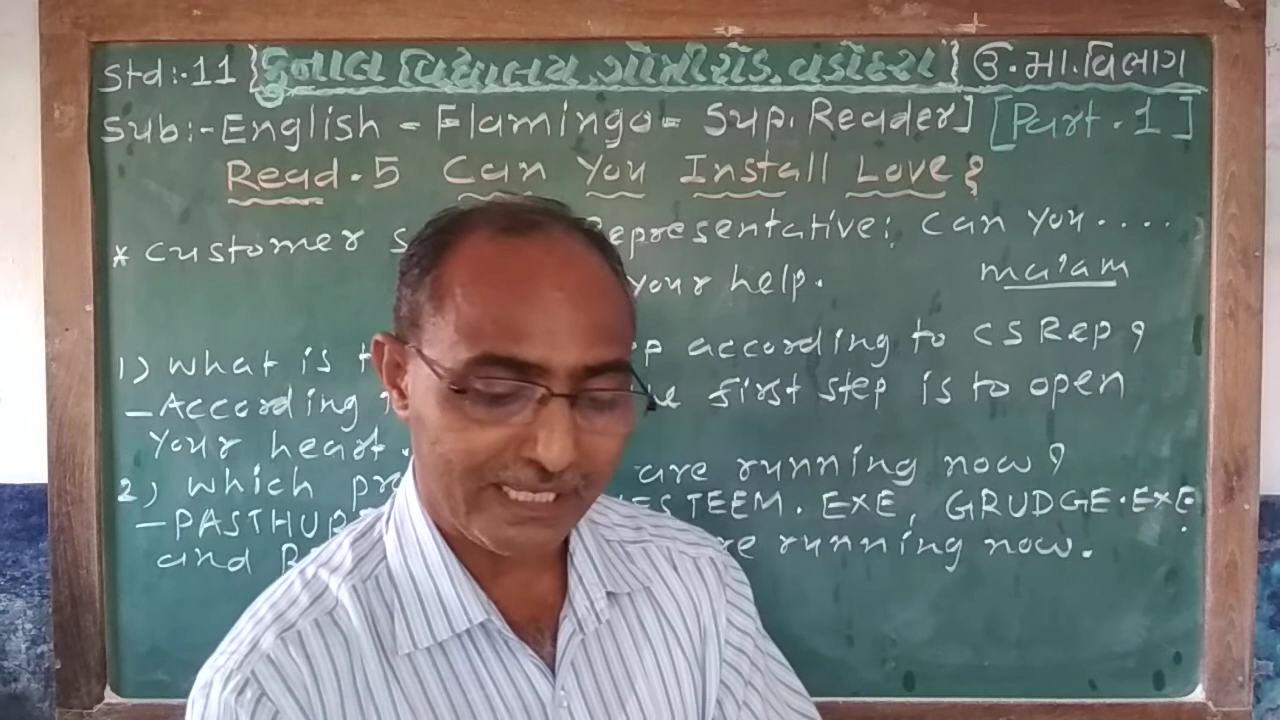 Std:-11 {કુનાલ વિદ્યાલય, ગોત્રીરોડ, વડોદરા} ઉ.મા.વિભાગ
Sub:- English - Flamingo - Sup. Reader] [Part.1]
Read.5 Can You Install Love?
* Customer s Representative: Can you....
your help. ma'am
1) What is according to CS Rep?
- According first step is to open
your heart.
2) which are running now?
- ESTEEM.EXE, GRUDGE.EXE
and running now.